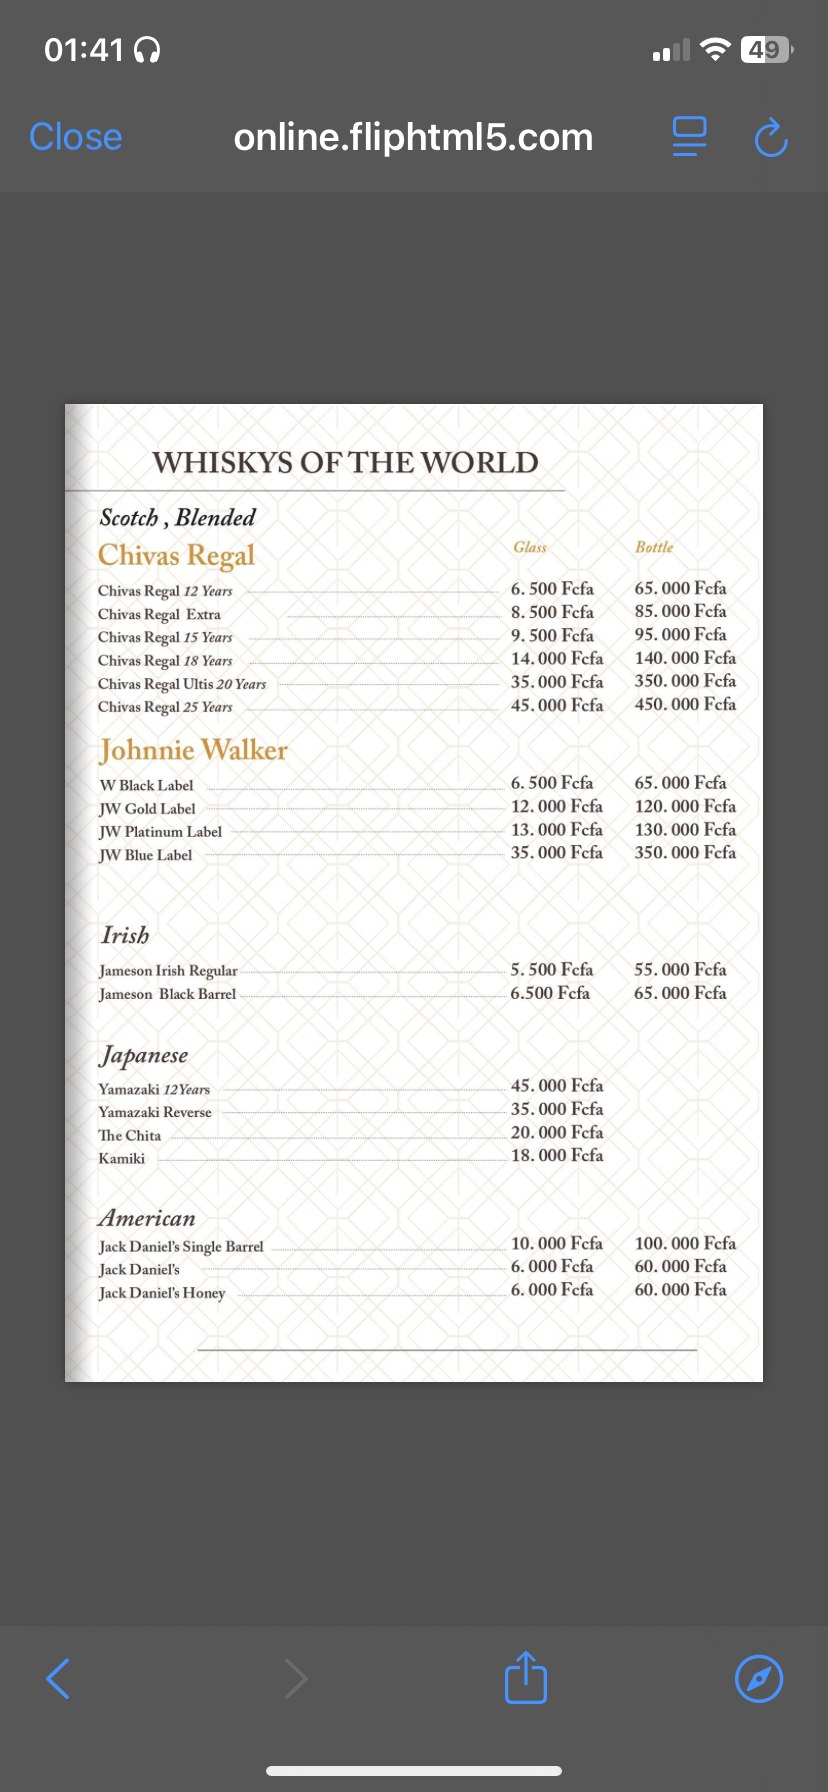 01:41 49
Close online.fliphtml5.com
WHISKYS OF THE WORLD
Scotch , Blended
Chivas Regal Glass Bottle
Chivas Regal 12 Years 6. 500 Fcfa 65. 000 Fcfa
Chivas Regal Extra 8. 500 Fcfa 85. 000 Fcfa
Chivas Regal 15 Years 9. 500 Fcfa 95. 000 Fcfa
Chivas Regal 18 Years 14. 000 Fcfa 140. 000 Fcfa
Chivas Regal Ultis 20 Years 35. 000 Fcfa 350. 000 Fcfa
Chivas Regal 25 Years 45. 000 Fcfa 450. 000 Fcfa
Johnnie Walker
W Black Label 6. 500 Fcfa 65. 000 Fcfa
JW Gold Label 12. 000 Fcfa 120. 000 Fcfa
JW Platinum Label 13. 000 Fcfa 130. 000 Fcfa
JW Blue Label 35. 000 Fcfa 350. 000 Fcfa
Irish
Jameson Irish Regular 5. 500 Fcfa 55. 000 Fcfa
Jameson Black Barrel 6.500 Fcfa 65. 000 Fcfa
Japanese
Yamazaki 12Years 45. 000 Fcfa
Yamazaki Reverse 35. 000 Fcfa
The Chita 20. 000 Fcfa
Kamiki 18. 000 Fcfa
American
Jack Daniel's Single Barrel 10. 000 Fcfa 100. 000 Fcfa
Jack Daniel's 6. 000 Fcfa 60. 000 Fcfa
Jack Daniel's Honey 6. 000 Fcfa 60. 000 Fcfa